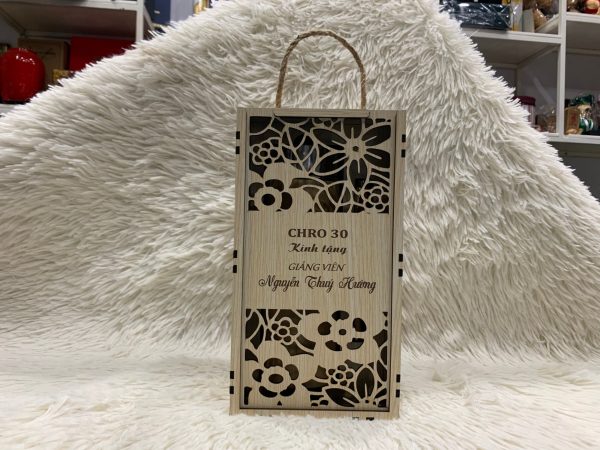 CHRO 30
Kính tặng
GIẢNG VIÊN
Nguyễn Thuý Hường